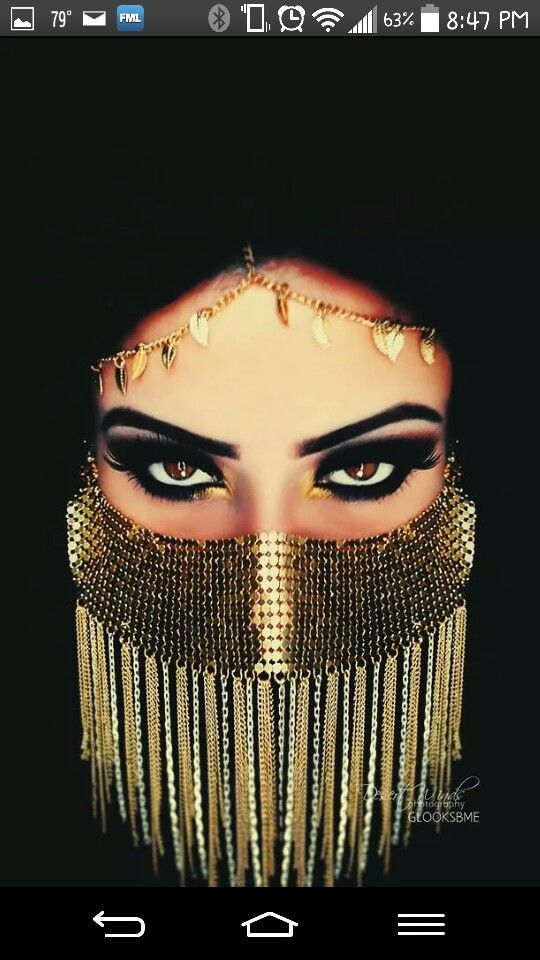 79°
FML
63%
8:47 PM
Desert Winds
photography
GLOOKSBME